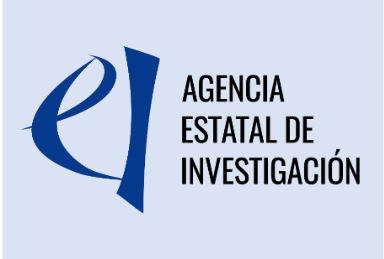 AGENCIA
ESTATAL DE
INVESTIGACIÓN